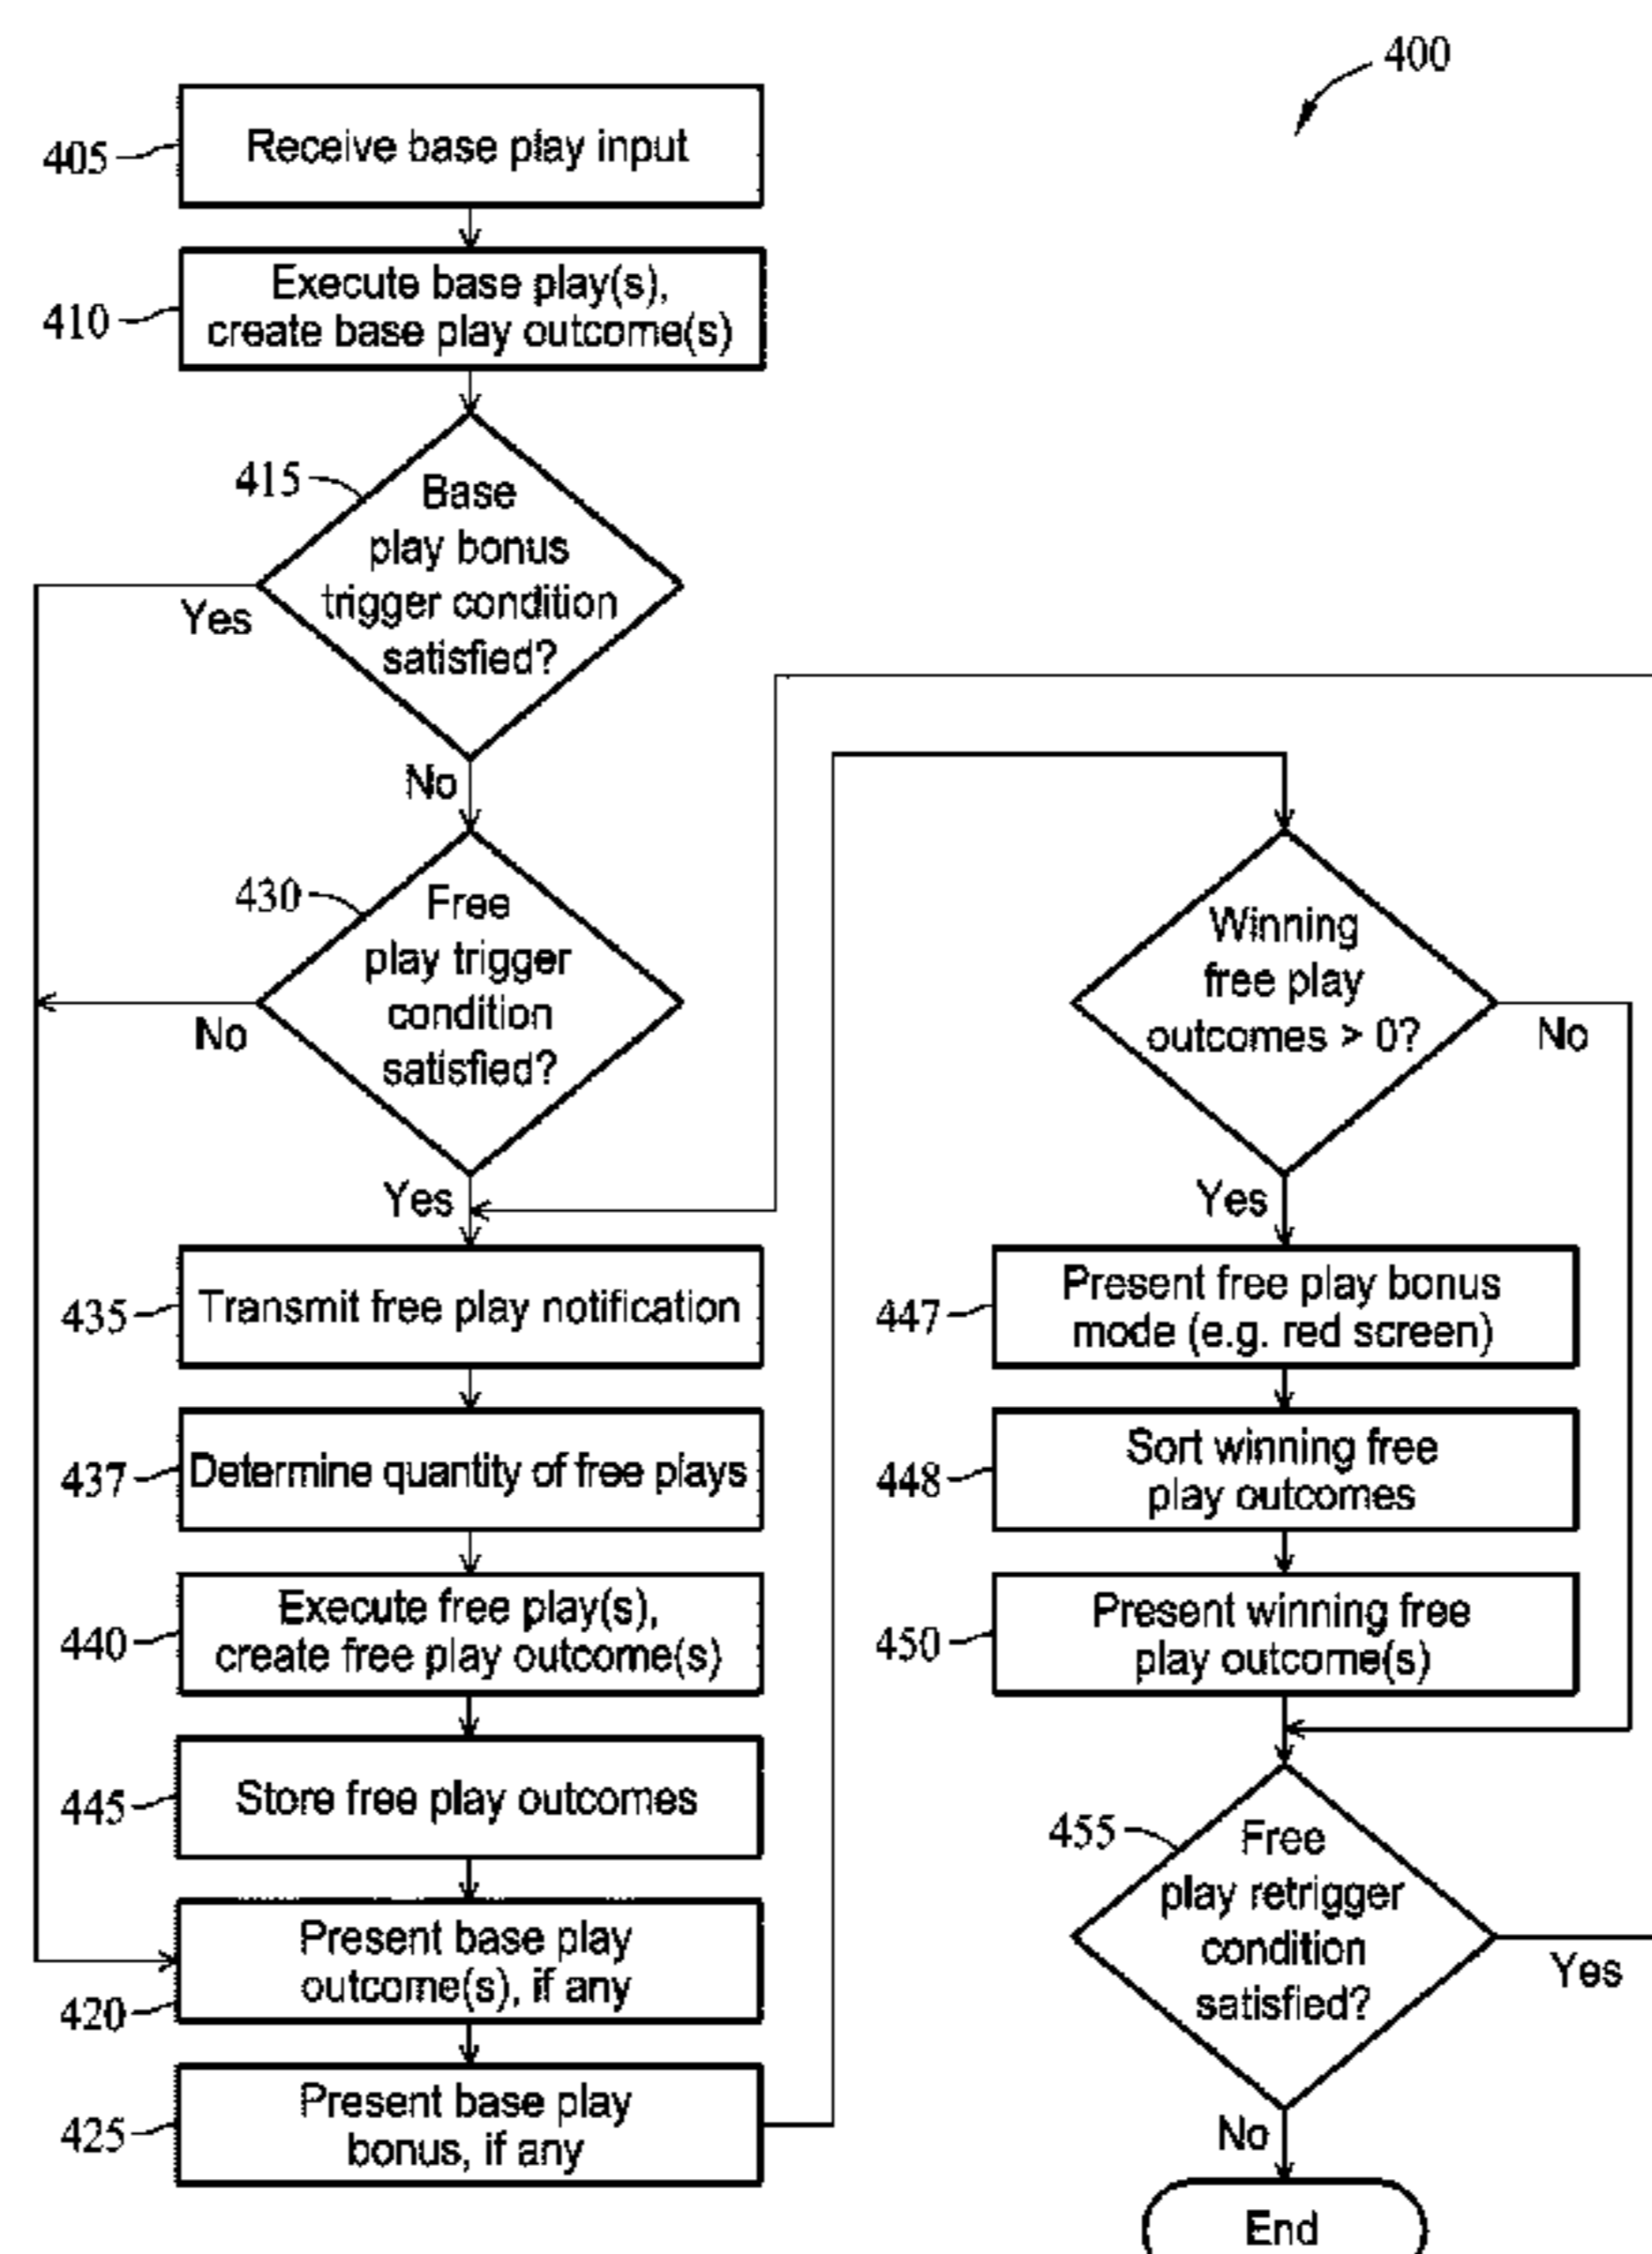 400
405
Receive base play input
410
Execute base play(s),
create base play outcome(s)
415
Base
play bonus
trigger condition
satisfied?
Yes
No
430
Free
play trigger
condition
satisfied?
No
Yes
435
Transmit free play notification
437
Determine quantity of free plays
440
Execute free play(s),
create free play outcome(s)
445
Store free play outcomes
420
Present base play
outcome(s), if any
425
Present base play
bonus, if any
Winning
free play
outcomes > 0?
No
Yes
447
Present free play bonus
mode (e.g. red screen)
448
Sort winning free
play outcomes
450
Present winning free
play outcome(s)
455
Free
play retrigger
condition
satisfied?
Yes
No
End